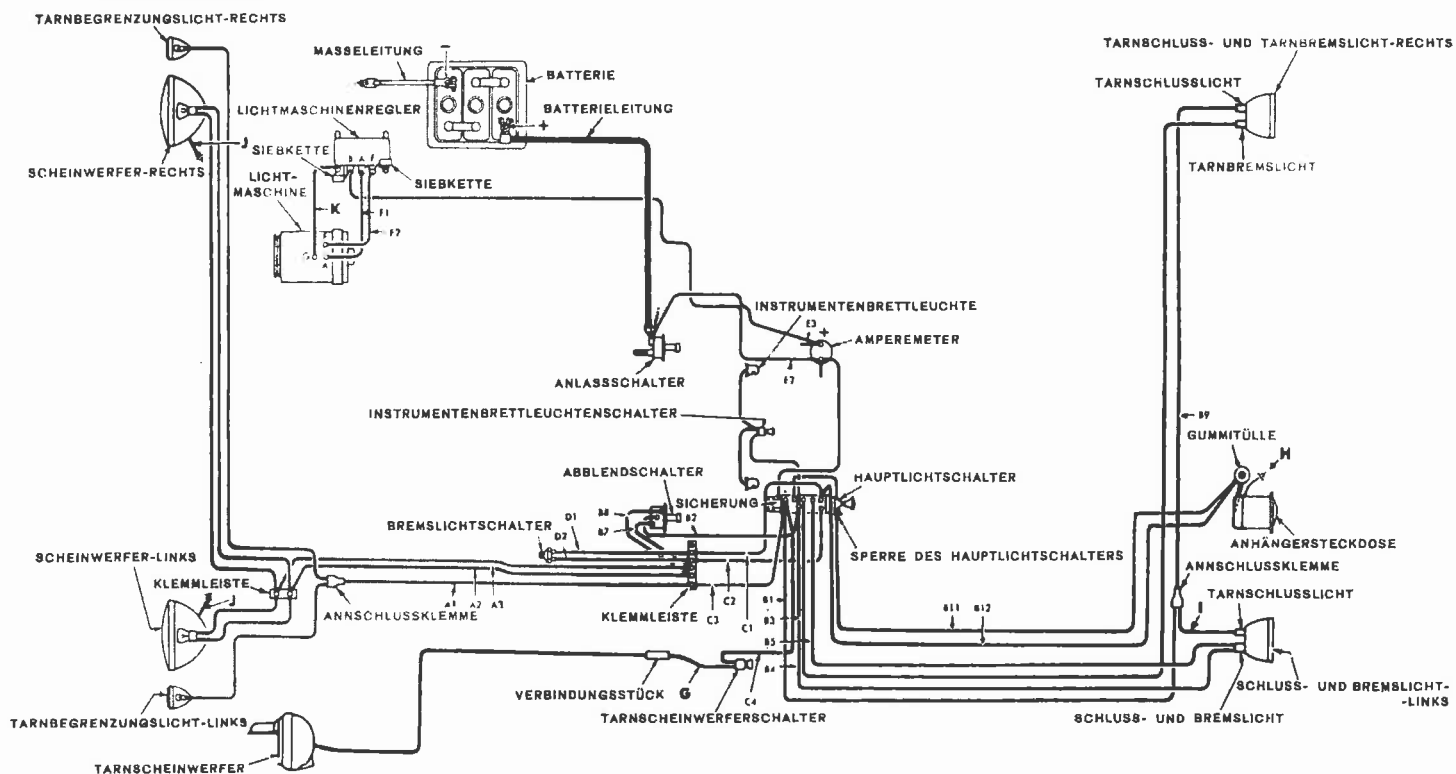 TARNBEGRENZUNGSLICHT-RECHTS
MASSELEITUNG
−
BATTERIE
BATTERIELEITUNG
+
LICHTMASCHINENREGLER
J
SIEBKETTE
SCHEINWERFER-RECHTS
B A F
SIEBKETTE
LICHT-
MASCHINE
K
F1
F2
F
G
A
TARNSCHLUSS- UND TARNBREMSLICHT-RECHTS
TARNSCHLUSSLICHT
TARNBREMSLICHT
INSTRUMENTENBRETTLEUCHTE
E3
+
AMPEREMETER
E2
ANLASSSCHALTER
INSTRUMENTENBRETTLEUCHTENSCHALTER
B9
GUMMITÜLLE
H
ABBLENDSCHALTER
HAUPTLICHTSCHALTER
SICHERUNG
B8
B7
B2
BREMSLICHTSCHALTER
D1
D2
SPERRE DES HAUPTLICHTSCHALTERS
ANHÄNGERSTECKDOSE
SCHEINWERFER-LINKS
KLEMMLEISTE
J
ANNSCHLUSSKLEMME
A1
A2
A3
KLEMMLEISTE
C3
C2
C1
B1
B3
B5
B4
B11
B12
ANNSCHLUSSKLEMME
TARNSCHLUSSLICHT
I
VERBINDUNGSSTÜCK
G
C4
TARNSCHEINWERFERSCHALTER
SCHLUSS- UND BREMSLICHT-
-LINKS
SCHLUSS- UND BREMSLICHT
TARNBEGRENZUNGSLICHT-LINKS
TARNSCHEINWERFER